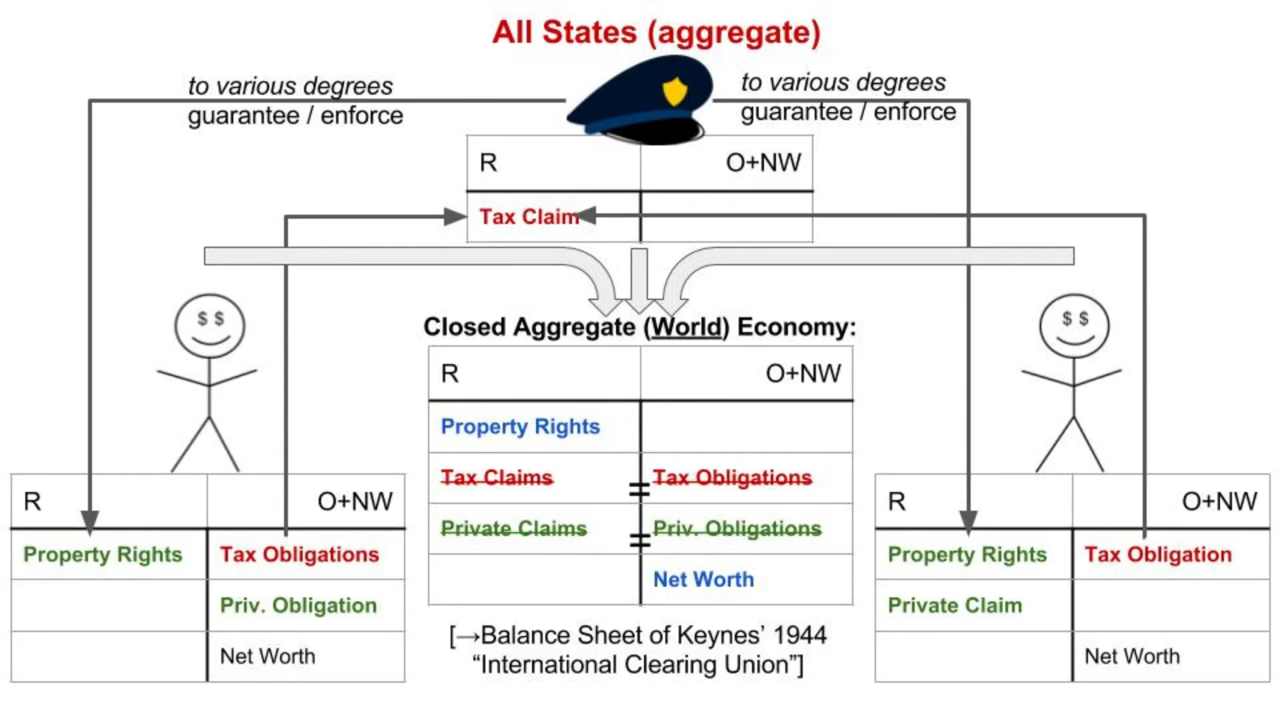 All States (aggregate)
to various degrees
guarantee / enforce
to various degrees
guarantee / enforce
R O+NW
Tax Claim
$ $
$ $
Closed Aggregate (World) Economy:
R O+NW
Property Rights
Tax Claims = Tax Obligations
Private Claims = Priv. Obligations
Net Worth
[→Balance Sheet of Keynes’ 1944
“International Clearing Union”]
R O+NW
Property Rights Tax Obligations
Priv. Obligation
Net Worth
R O+NW
Property Rights Tax Obligation
Private Claim
Net Worth